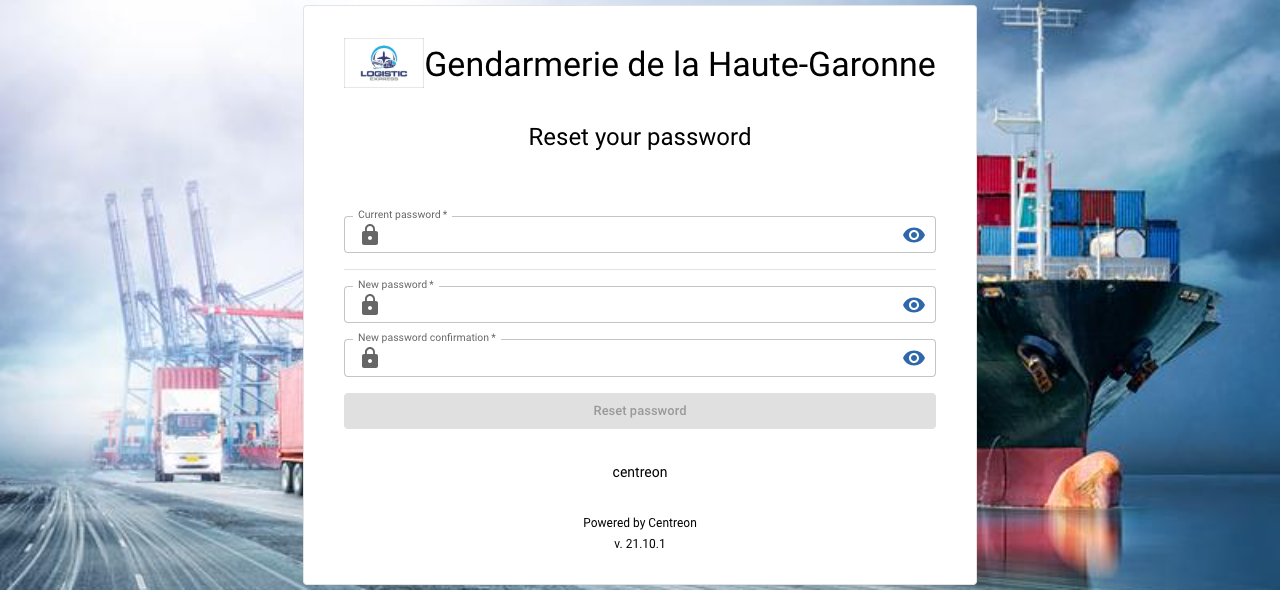 LOGISTIC
EXPRESS
Gendarmerie de la Haute-Garonne
Reset your password
Current password *
New password *
New password confirmation *
Reset password
centreon
Powered by Centreon
v. 21.10.1